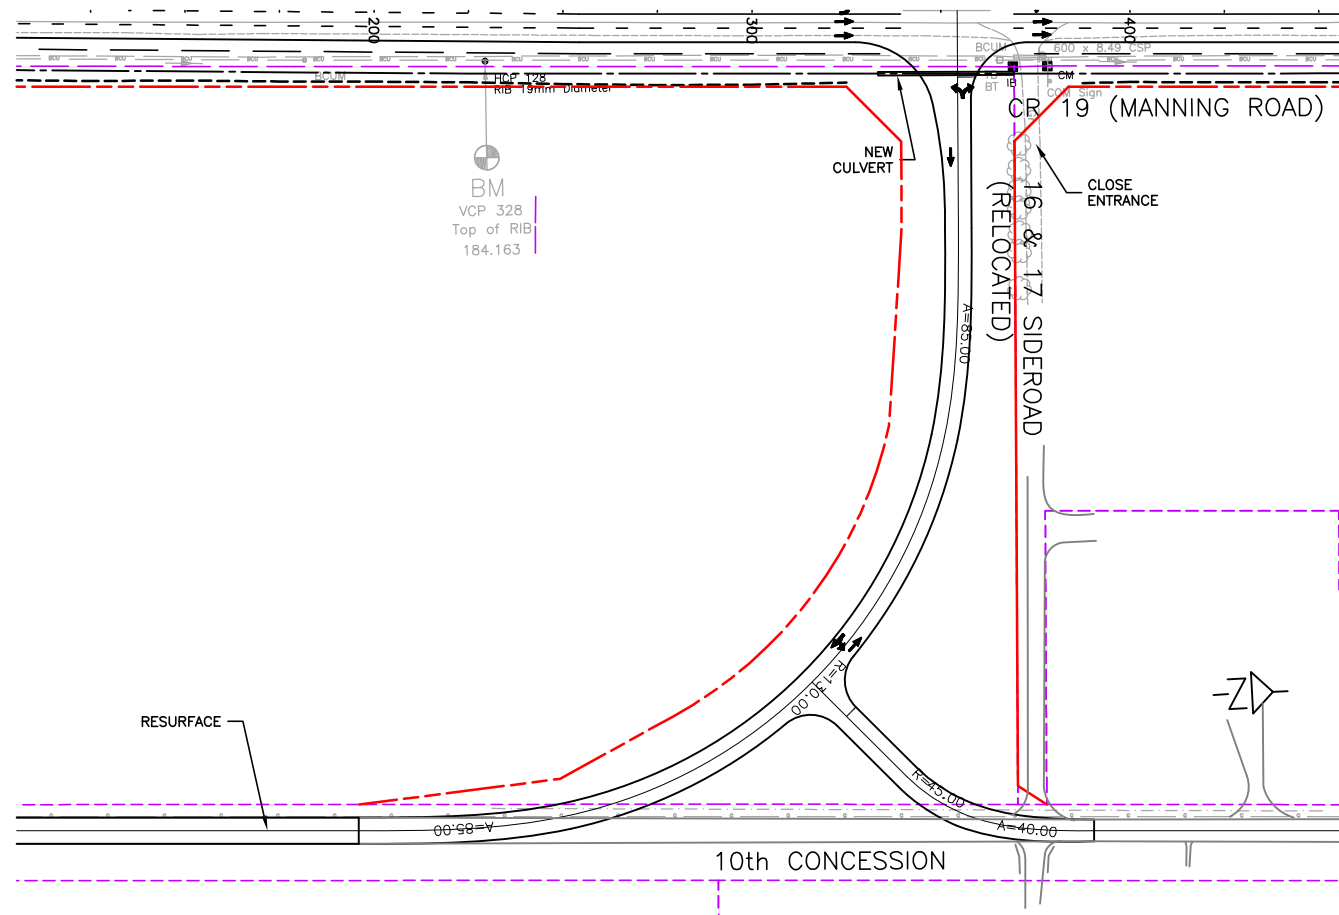 200
300
400
BCUM
600 x 8.49 CSP
BCUM
HCP 128
RIB 19mm Diameter
IB
BT
CM
COM Sign
CR 19 (MANNING ROAD)
NEW
CULVERT
CLOSE
ENTRANCE
BM
VCP 328
Top of RIB
184.163
16 & 17 SIDEROAD
(RELOCATED)
A=85.00
R=130.00
RESURFACE
R=45.00
A=85.00
A=40.00
10th CONCESSION
Z